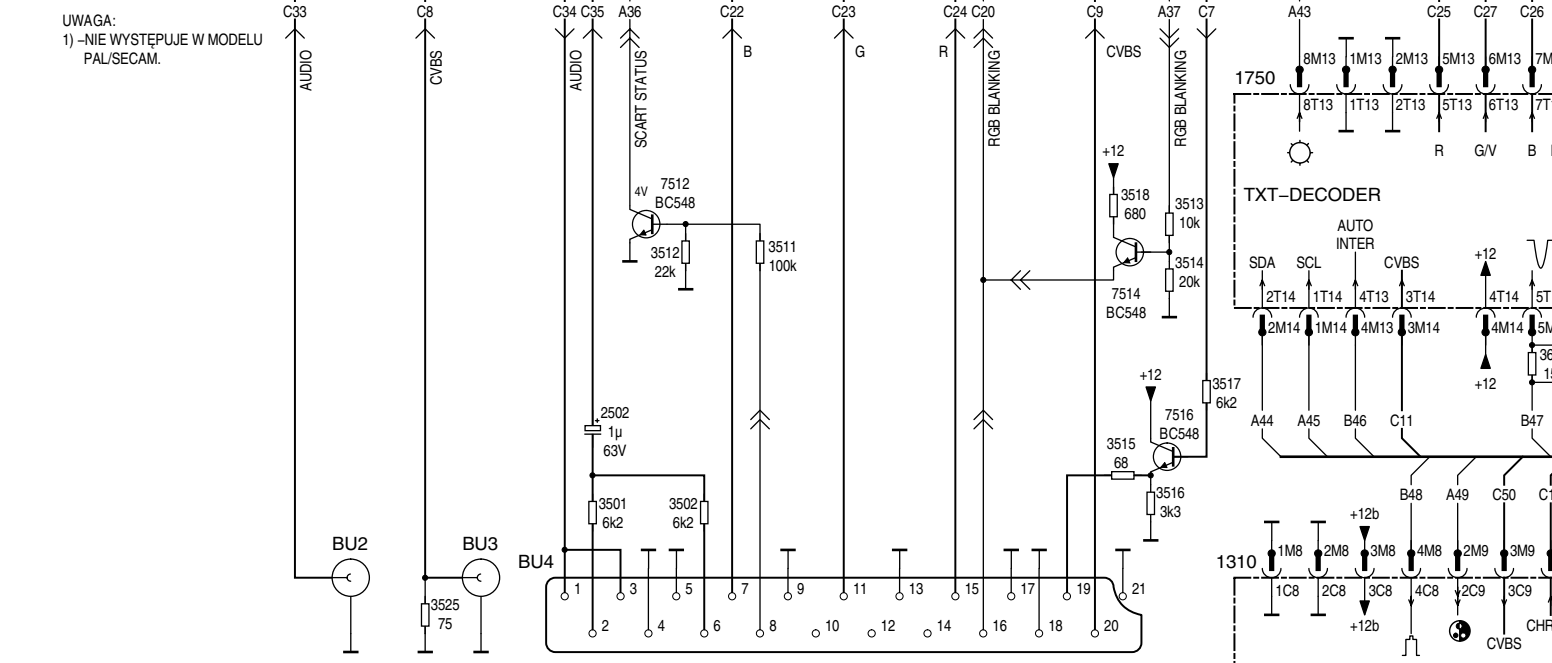 UWAGA:
1) –NIE WYSTĘPUJE W MODELU
PAL/SECAM.
C33 C8 C34 C35 A36 C22 C23 C24 C20 C9 A37 C7 A43 C25 C27 C26
AUDIO
CVBS
AUDIO
SCART STATUS
B
G
R
RGB BLANKING
CVBS
RGB BLANKING
8M13 1M13 2M13 5M13 6M13
1750
8T13 1T13 2T13 5T13 6T13
R G/V B
TXT–DECODER
AUTO
INTER
SDA SCL CVBS +12
2T14 1T14 4T13 3T14 4T14
2M14 1M14 4M13 3M14 4M14
+12
A44 A45 B46 C11 B47
4V
7512
BC548
3512
22k
3511
100k
+12
3518
680
3513
10k
3514
20k
7514
BC548
+12
3517
6k2
7516
BC548
3515
68
3516
3k3
2502
+
1µ
63V
3501
6k2
3502
6k2
B48 A49 C50
+12b
1M8 2M8 3M8 4M8 2M9 3M9
1310
1C8 2C8 3C8 4C8 2C9 3C9
+12b
CVBS
BU2
BU3
3525
75
BU4
1 3 5 7 9 11 13 15 17 19 21
2 4 6 8 10 12 14 16 18 20